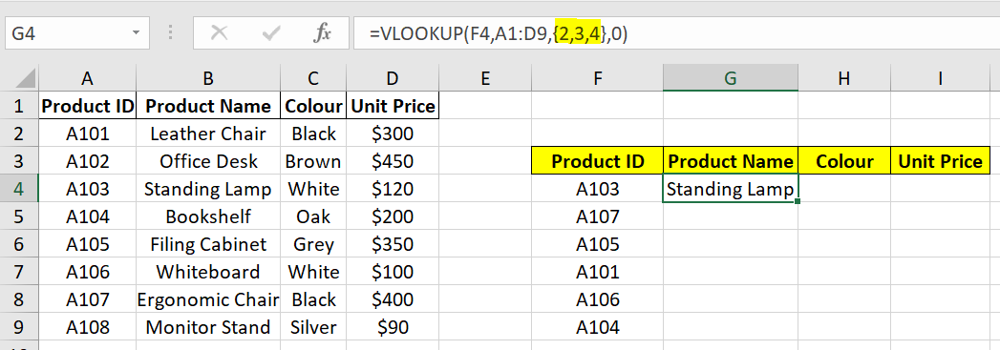 G4 fx =VLOOKUP(F4,A1:D9,{2,3,4},0)
A B C D E F G H I
1 Product ID Product Name Colour Unit Price
2 A101 Leather Chair Black $300
3 A102 Office Desk Brown $450 Product ID Product Name Colour Unit Price
4 A103 Standing Lamp White $120 A103 Standing Lamp
5 A104 Bookshelf Oak $200 A107
6 A105 Filing Cabinet Grey $350 A105
7 A106 Whiteboard White $100 A101
8 A107 Ergonomic Chair Black $400 A106
9 A108 Monitor Stand Silver $90 A104